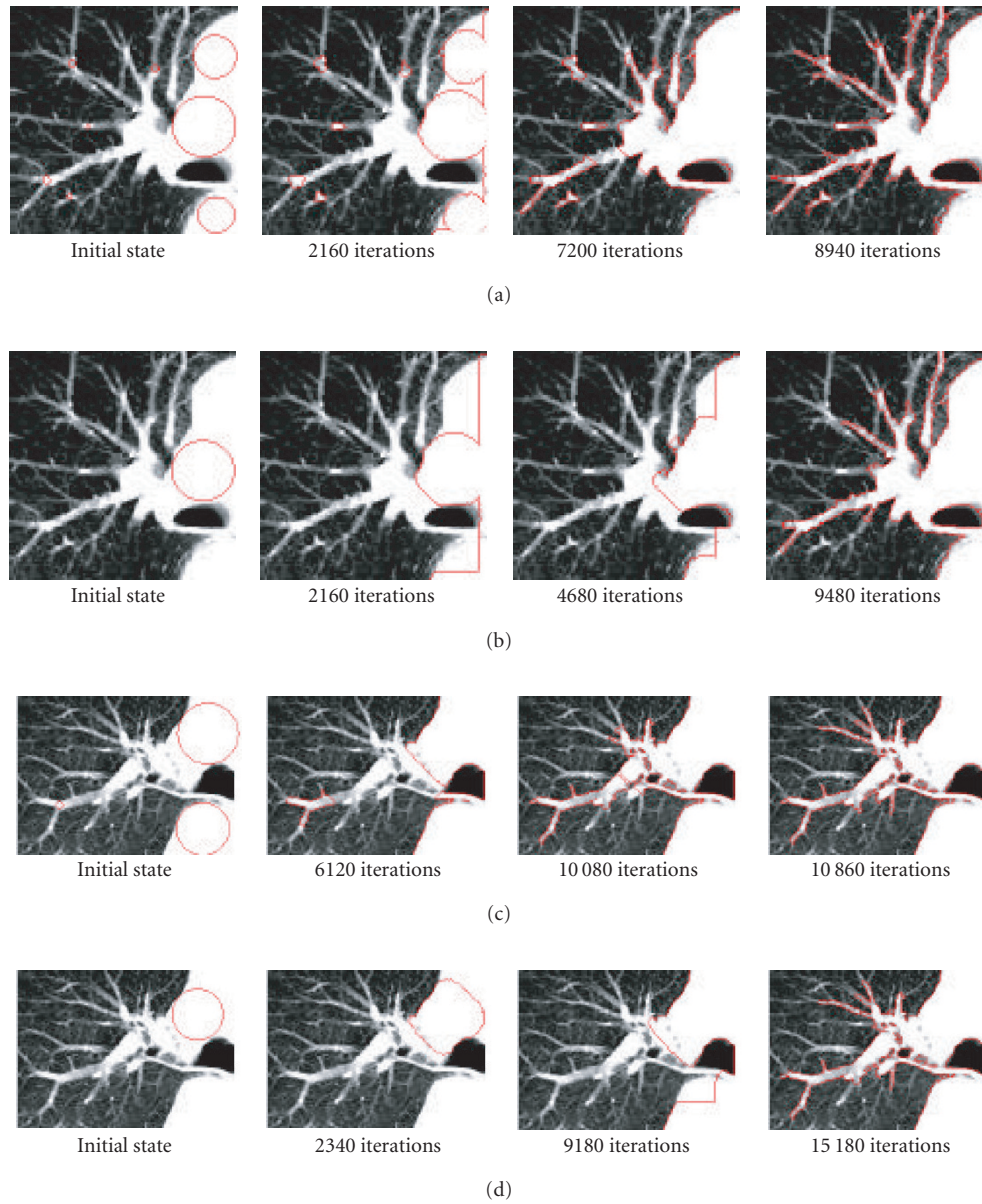 Initial state 2160 iterations 7200 iterations 8940 iterations
(a)
Initial state 2160 iterations 4680 iterations 9480 iterations
(b)
Initial state 6120 iterations 10 080 iterations 10 860 iterations
(c)
Initial state 2340 iterations 9180 iterations 15 180 iterations
(d)